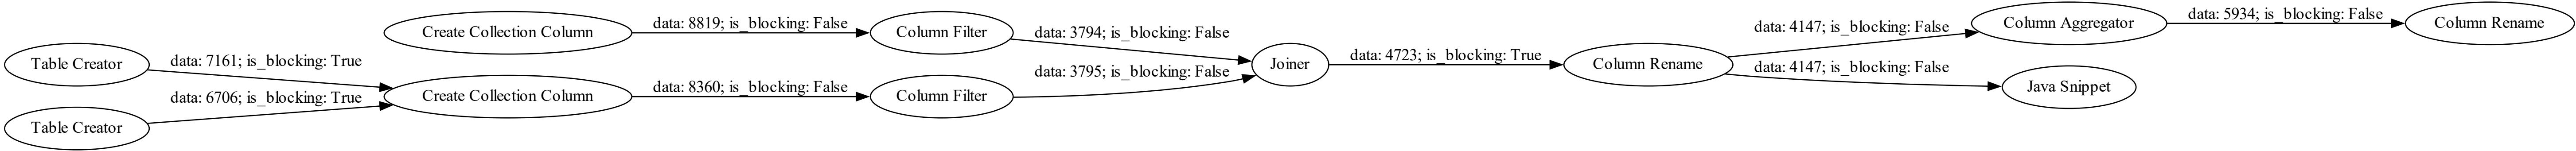 Table Creator
data: 7161; is_blocking: True
Table Creator
data: 6706; is_blocking: True
Create Collection Column
data: 8819; is_blocking: False
Create Collection Column
data: 8360; is_blocking: False
Column Filter
data: 3794; is_blocking: False
Column Filter
data: 3795; is_blocking: False
Joiner
data: 4723; is_blocking: True
Column Rename
data: 4147; is_blocking: False
data: 4147; is_blocking: False
Column Aggregator
data: 5934; is_blocking: False
Java Snippet
Column Rename